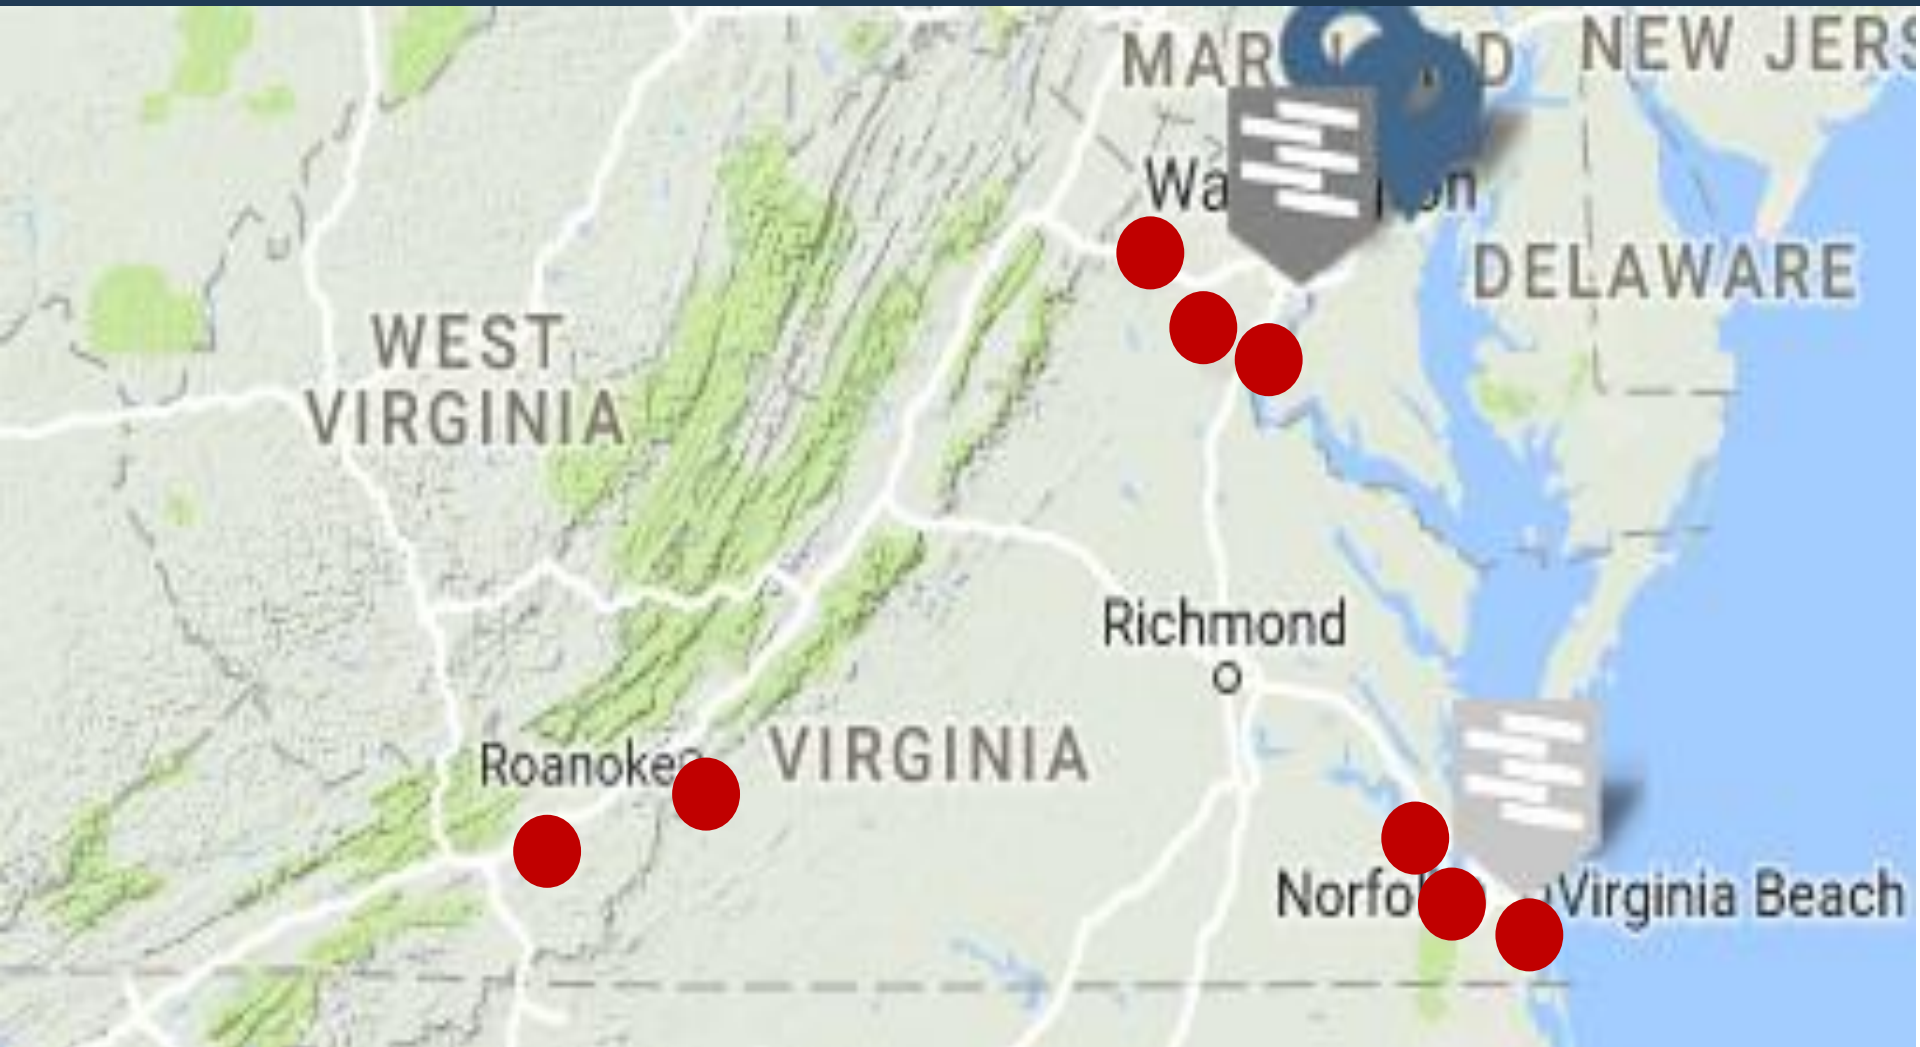 NEW JERS
DELAWARE
WEST
VIRGINIA
Richmond
Roanoke
VIRGINIA
Virginia Beach